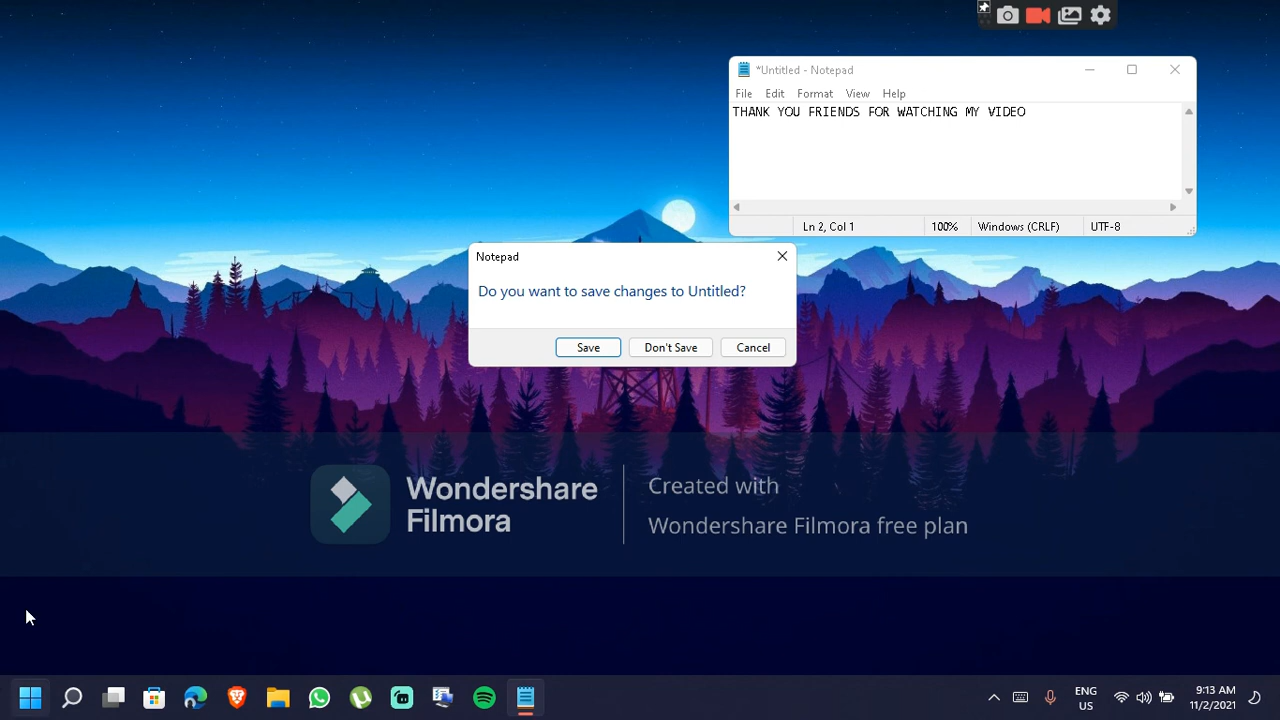 *Untitled - Notepad
File Edit Format View Help
THANK YOU FRIENDS FOR WATCHING MY VIDEO
Ln 2, Col 1 100% Windows (CRLF) UTF-8
Notepad
Do you want to save changes to Untitled?
Save Don't Save Cancel
Wondershare
Filmora
Created with
Wondershare Filmora free plan
ENG
US
9:13 AM
11/2/2021